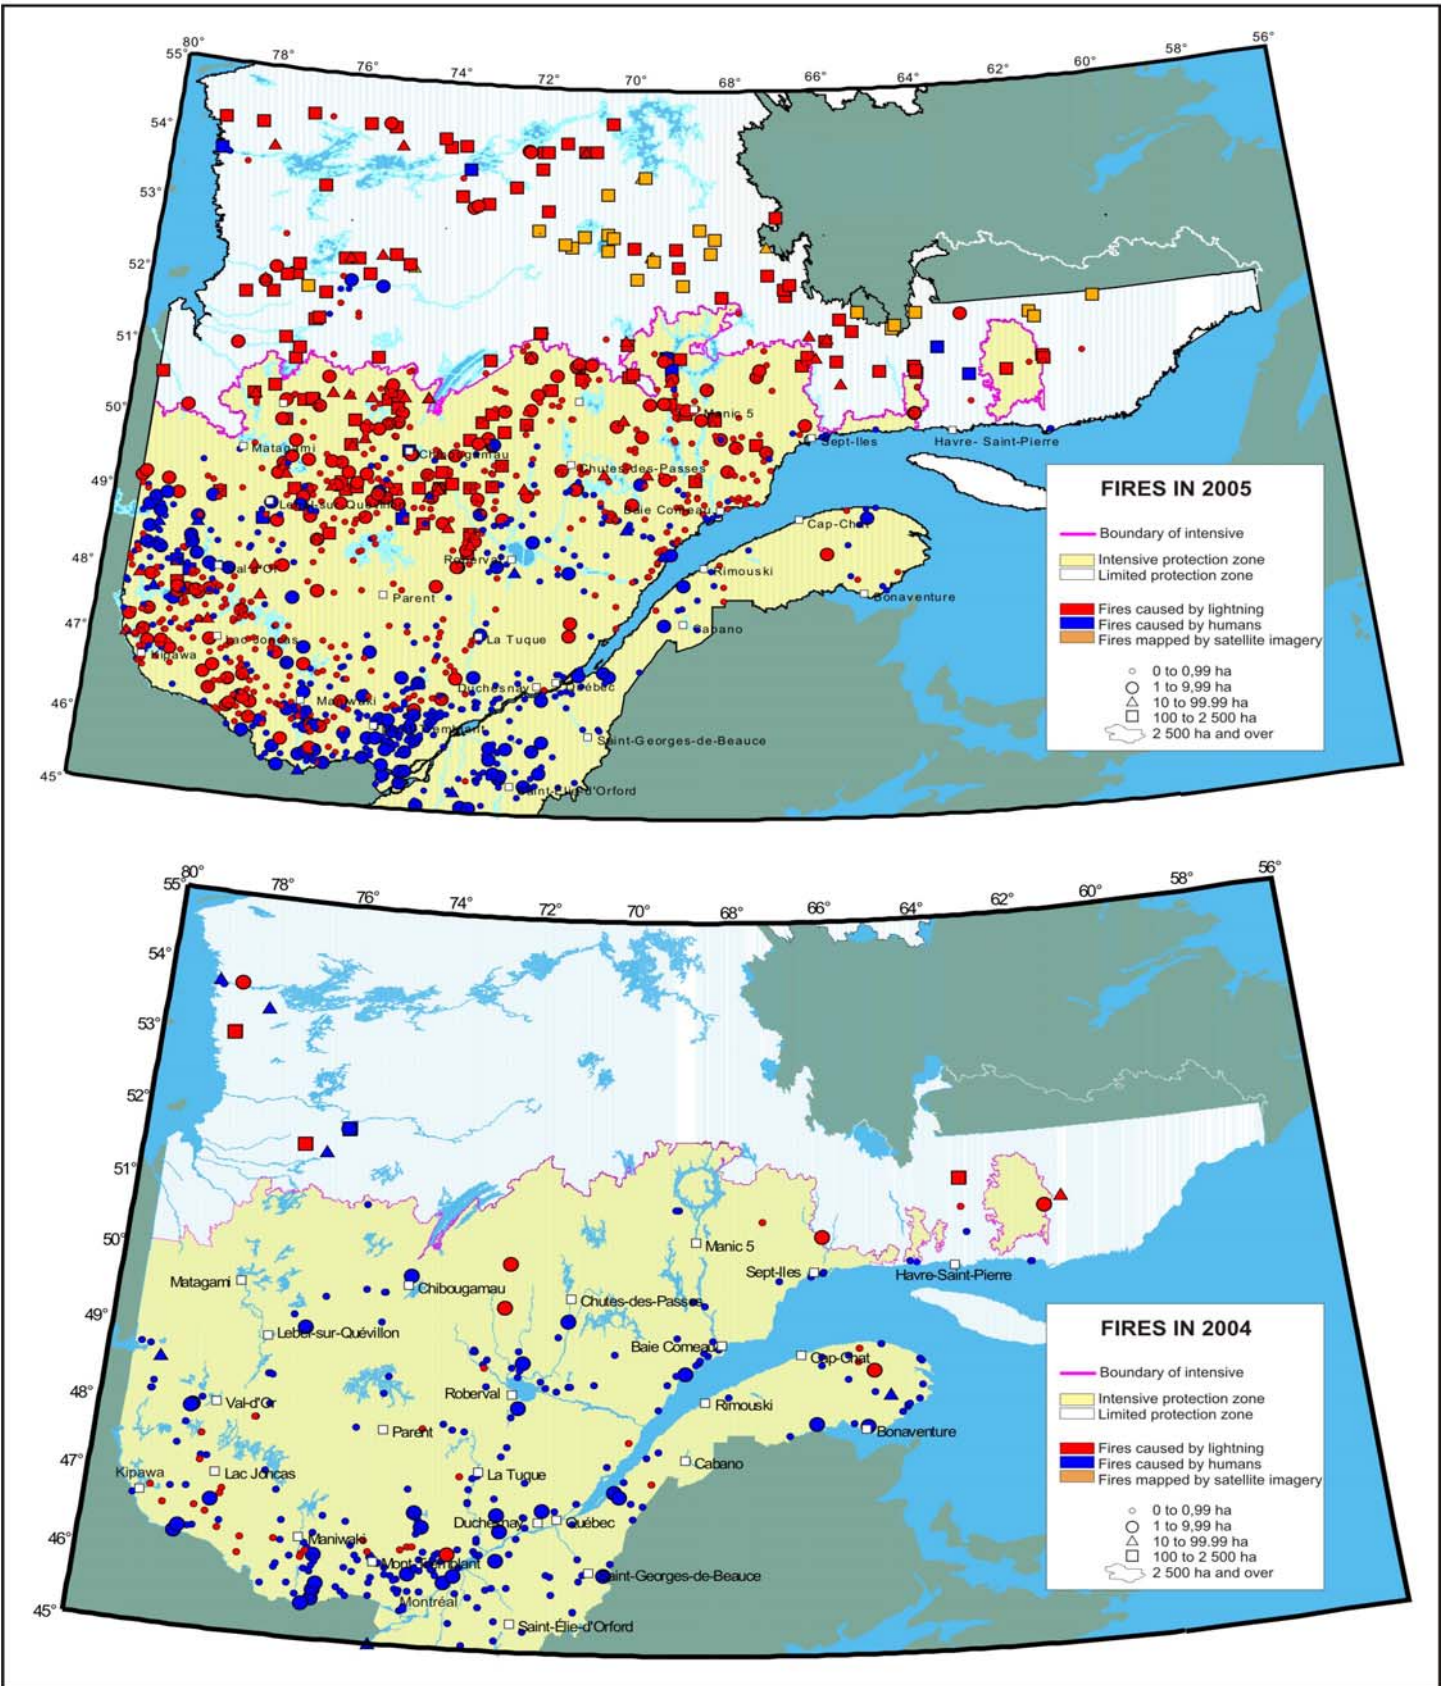 80° 78° 76° 74° 72° 70° 68° 66° 64° 62° 60° 58° 56°
55°
54°
53°
52°
51°
50°
49°
48°
47°
46°
45°
Manic 5
Matagami
Chibougamau
Sept-Iles
Havre- Saint-Pierre
Chutes-des-Passes
Baie Comeau
Cap-Chat
Roberval
Val-d'Or
Rimouski
Parent
Bonaventure
Cabano
Lac Joncas
La Tuque
Kipawa
Duchesnay
Québec
Maniwaki
Saint-Georges-de-Beauce
Saint-Élie-d'Orford
FIRES IN 2005
Boundary of intensive
Intensive protection zone
Limited protection zone
Fires caused by lightning
Fires caused by humans
Fires mapped by satellite imagery
0 to 0,99 ha
1 to 9,99 ha
10 to 99.99 ha
100 to 2 500 ha
2 500 ha and over
80° 78° 76° 74° 72° 70° 68° 66° 64° 62° 60° 58° 56°
55°
54°
53°
52°
51°
50°
49°
48°
47°
46°
45°
Manic 5
Matagami
Chibougamau
Sept-Iles
Havre-Saint-Pierre
Chutes-des-Passes
Lebel-sur-Quévillon
Baie Comeau
Cap-Chat
Roberval
Val-d'Or
Rimouski
Parent
Bonaventure
Cabano
Kipawa
Lac Joncas
La Tuque
Duchesnay
Québec
Maniwaki
Mont-Tremblant
Saint-Georges-de-Beauce
Montréal
Saint-Élie-d'Orford
FIRES IN 2004
Boundary of intensive
Intensive protection zone
Limited protection zone
Fires caused by lightning
Fires caused by humans
Fires mapped by satellite imagery
0 to 0,99 ha
1 to 9,99 ha
10 to 99.99 ha
100 to 2 500 ha
2 500 ha and over